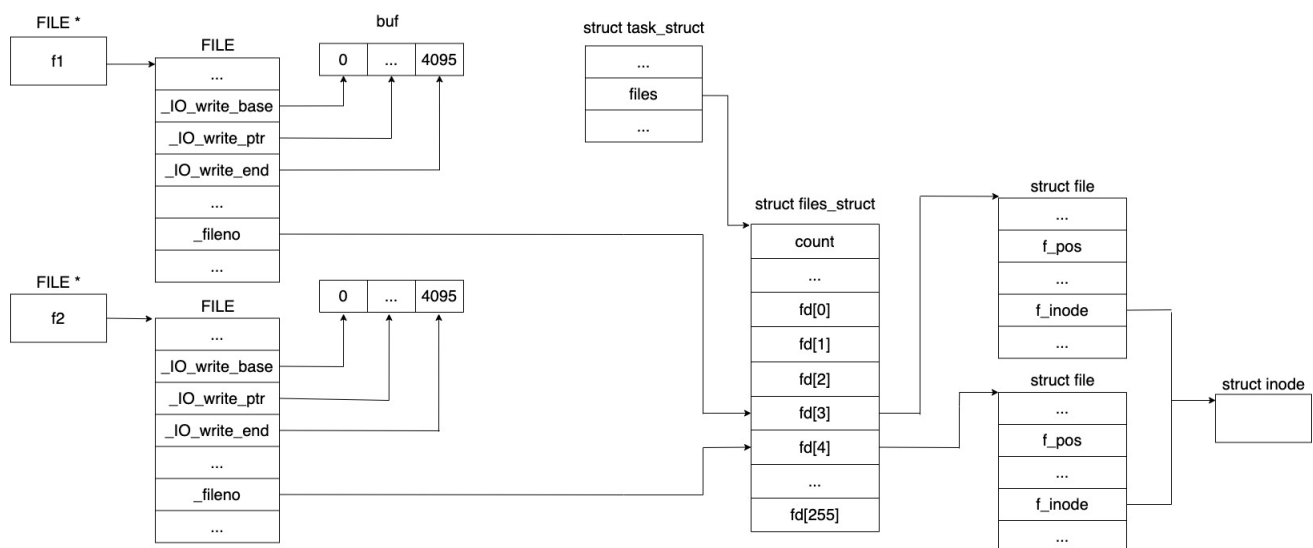 FILE *
f1
FILE
...
_IO_write_base
_IO_write_ptr
_IO_write_end
...
_fileno
...
buf
0 ... 4095
FILE *
f2
FILE
...
_IO_write_base
_IO_write_ptr
_IO_write_end
...
_fileno
...
0 ... 4095
struct task_struct
...
files
...
struct files_struct
count
...
fd[0]
fd[1]
fd[2]
fd[3]
fd[4]
...
fd[255]
struct file
...
f_pos
...
f_inode
...
struct file
...
f_pos
...
f_inode
...
struct inode